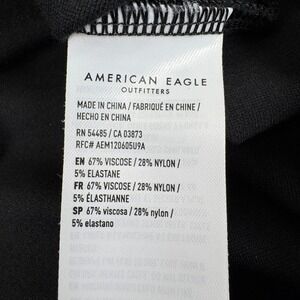 AMERICAN EAGLE
OUTFITTERS
MADE IN CHINA / FABRIQUÉ EN CHINE /
HECHO EN CHINA
RN 54485 / CA 03873
RFC# AEM120605U9A
EN 67% VISCOSE / 28% NYLON /
5% ELASTANE
FR 67% VISCOSE / 28% NYLON /
5% ÉLASTHANNE
SP 67% viscosa / 28% nylon /
5% elastano